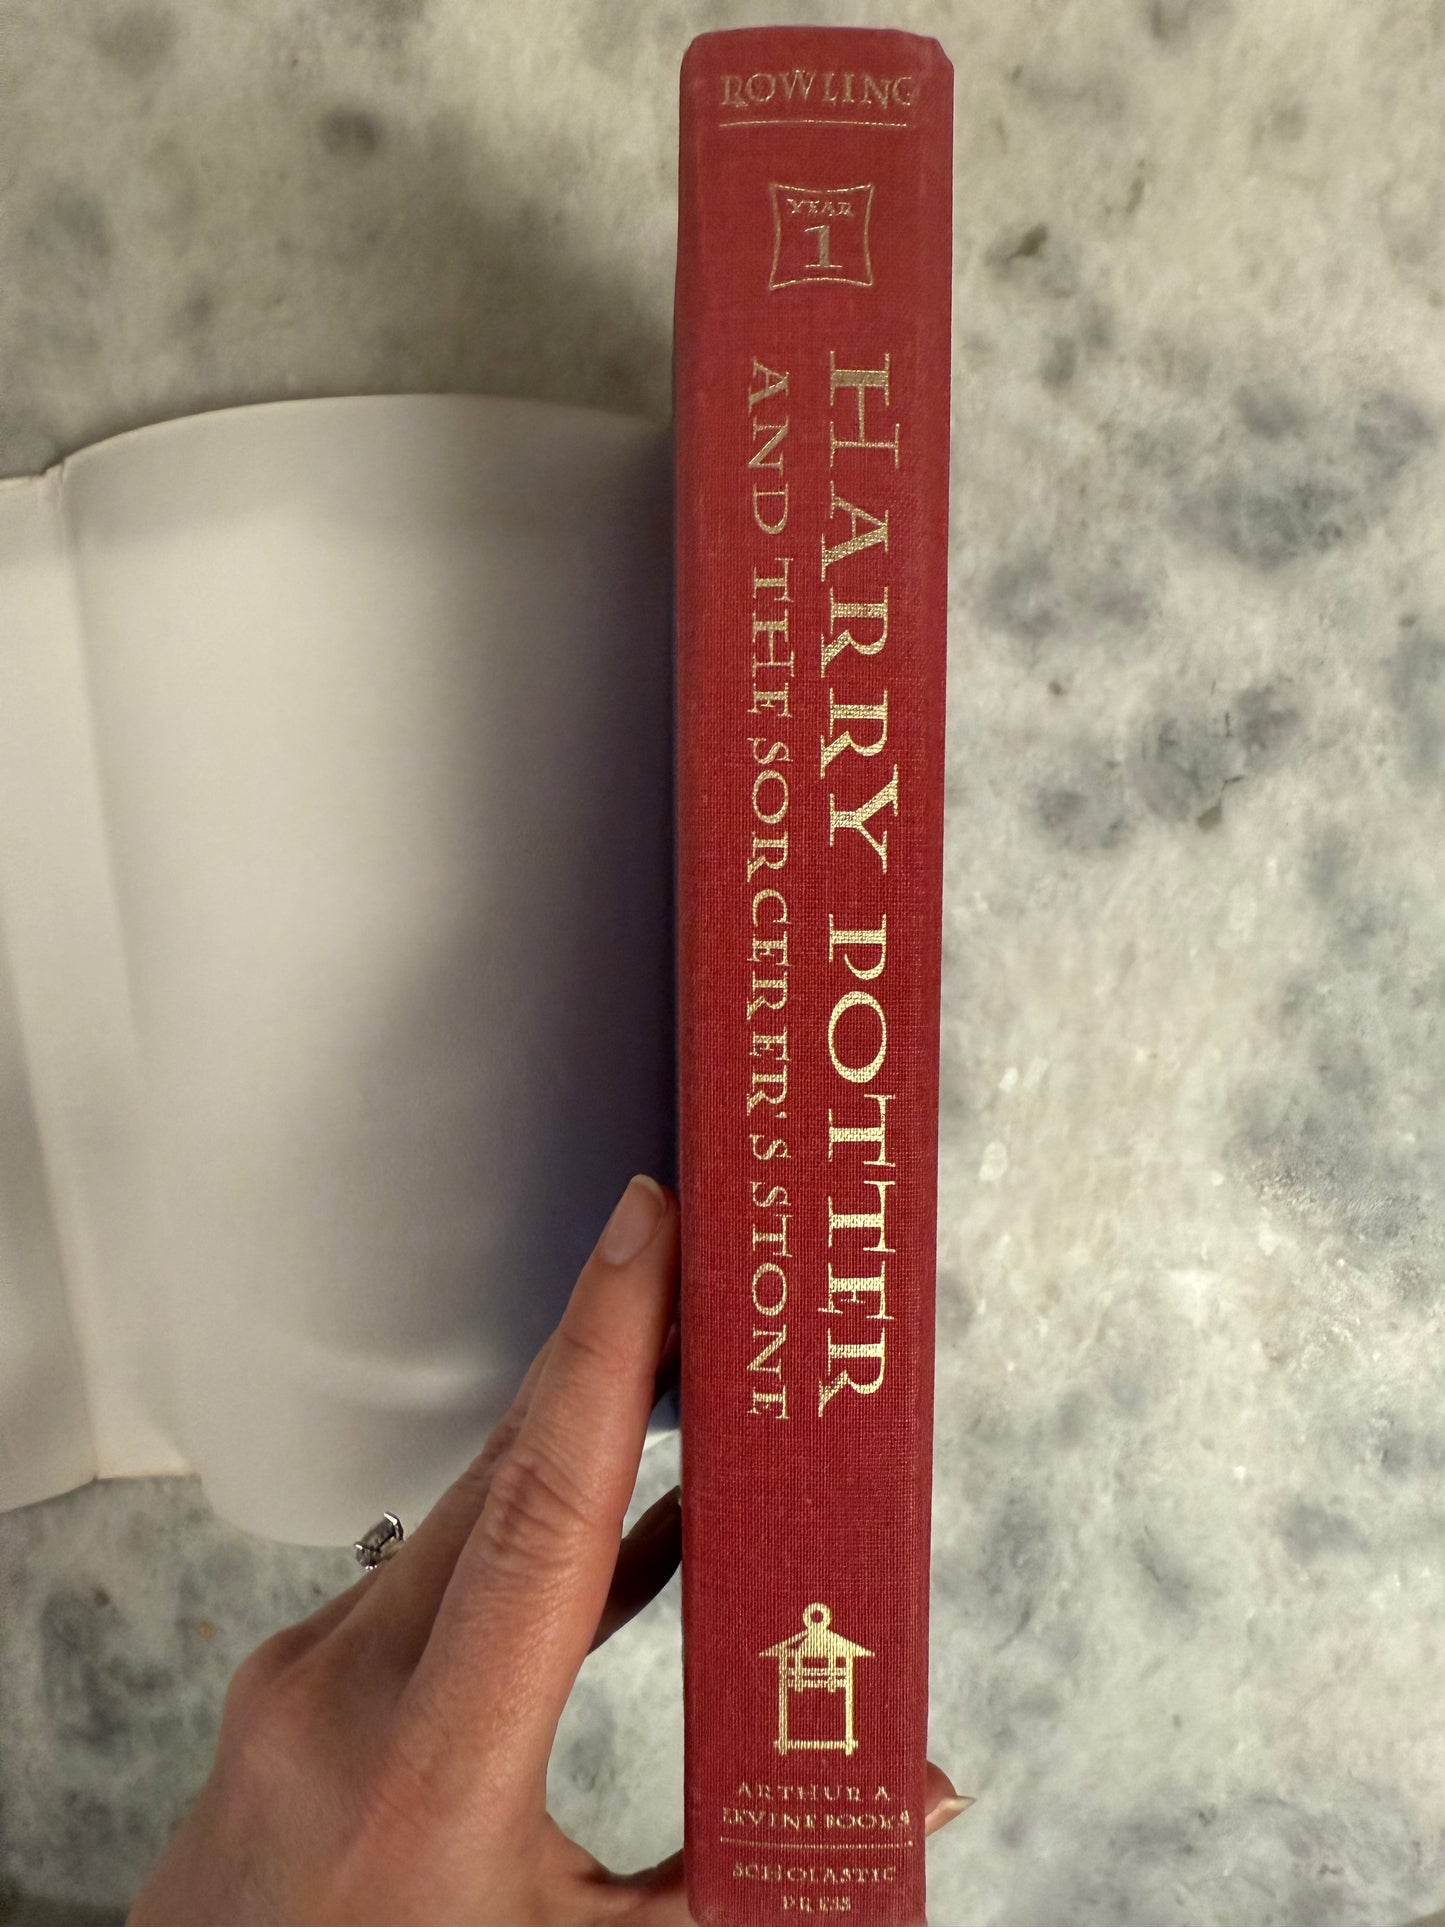 ROWLING
YEAR
1
HARRY POTTER
AND THE SORCERER'S STONE
ARTHUR A
LEVINE BOOKS
SCHOLASTIC
PRESS